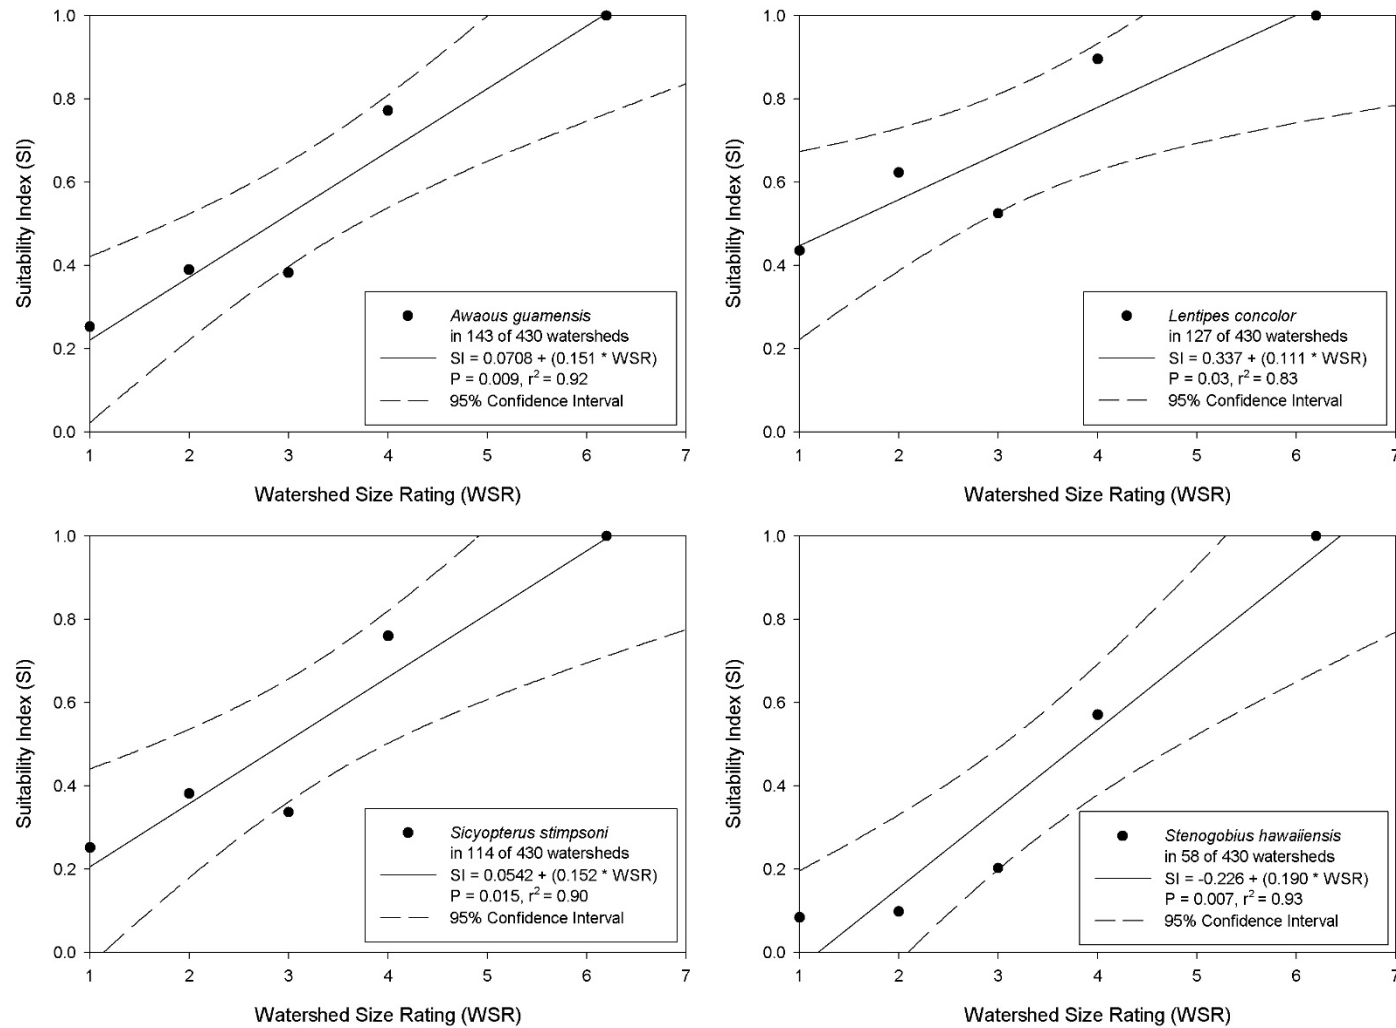 Suitability Index (SI)
1.0
0.8
0.6
0.4
0.2
0.0
1 2 3 4 5 6 7
Watershed Size Rating (WSR)
Awaous guamensis
in 143 of 430 watersheds
SI = 0.0708 + (0.151 * WSR)
P = 0.009, r² = 0.92
95% Confidence Interval
Suitability Index (SI)
1.0
0.8
0.6
0.4
0.2
0.0
1 2 3 4 5 6 7
Watershed Size Rating (WSR)
Lentipes concolor
in 127 of 430 watersheds
SI = 0.337 + (0.111 * WSR)
P = 0.03, r² = 0.83
95% Confidence Interval
Suitability Index (SI)
1.0
0.8
0.6
0.4
0.2
0.0
1 2 3 4 5 6 7
Watershed Size Rating (WSR)
Sicyopterus stimpsoni
in 114 of 430 watersheds
SI = 0.0542 + (0.152 * WSR)
P = 0.015, r² = 0.90
95% Confidence Interval
Suitability Index (SI)
1.0
0.8
0.6
0.4
0.2
0.0
1 2 3 4 5 6 7
Watershed Size Rating (WSR)
Stenogobius hawaiiensis
in 58 of 430 watersheds
SI = -0.226 + (0.190 * WSR)
P = 0.007, r² = 0.93
95% Confidence Interval